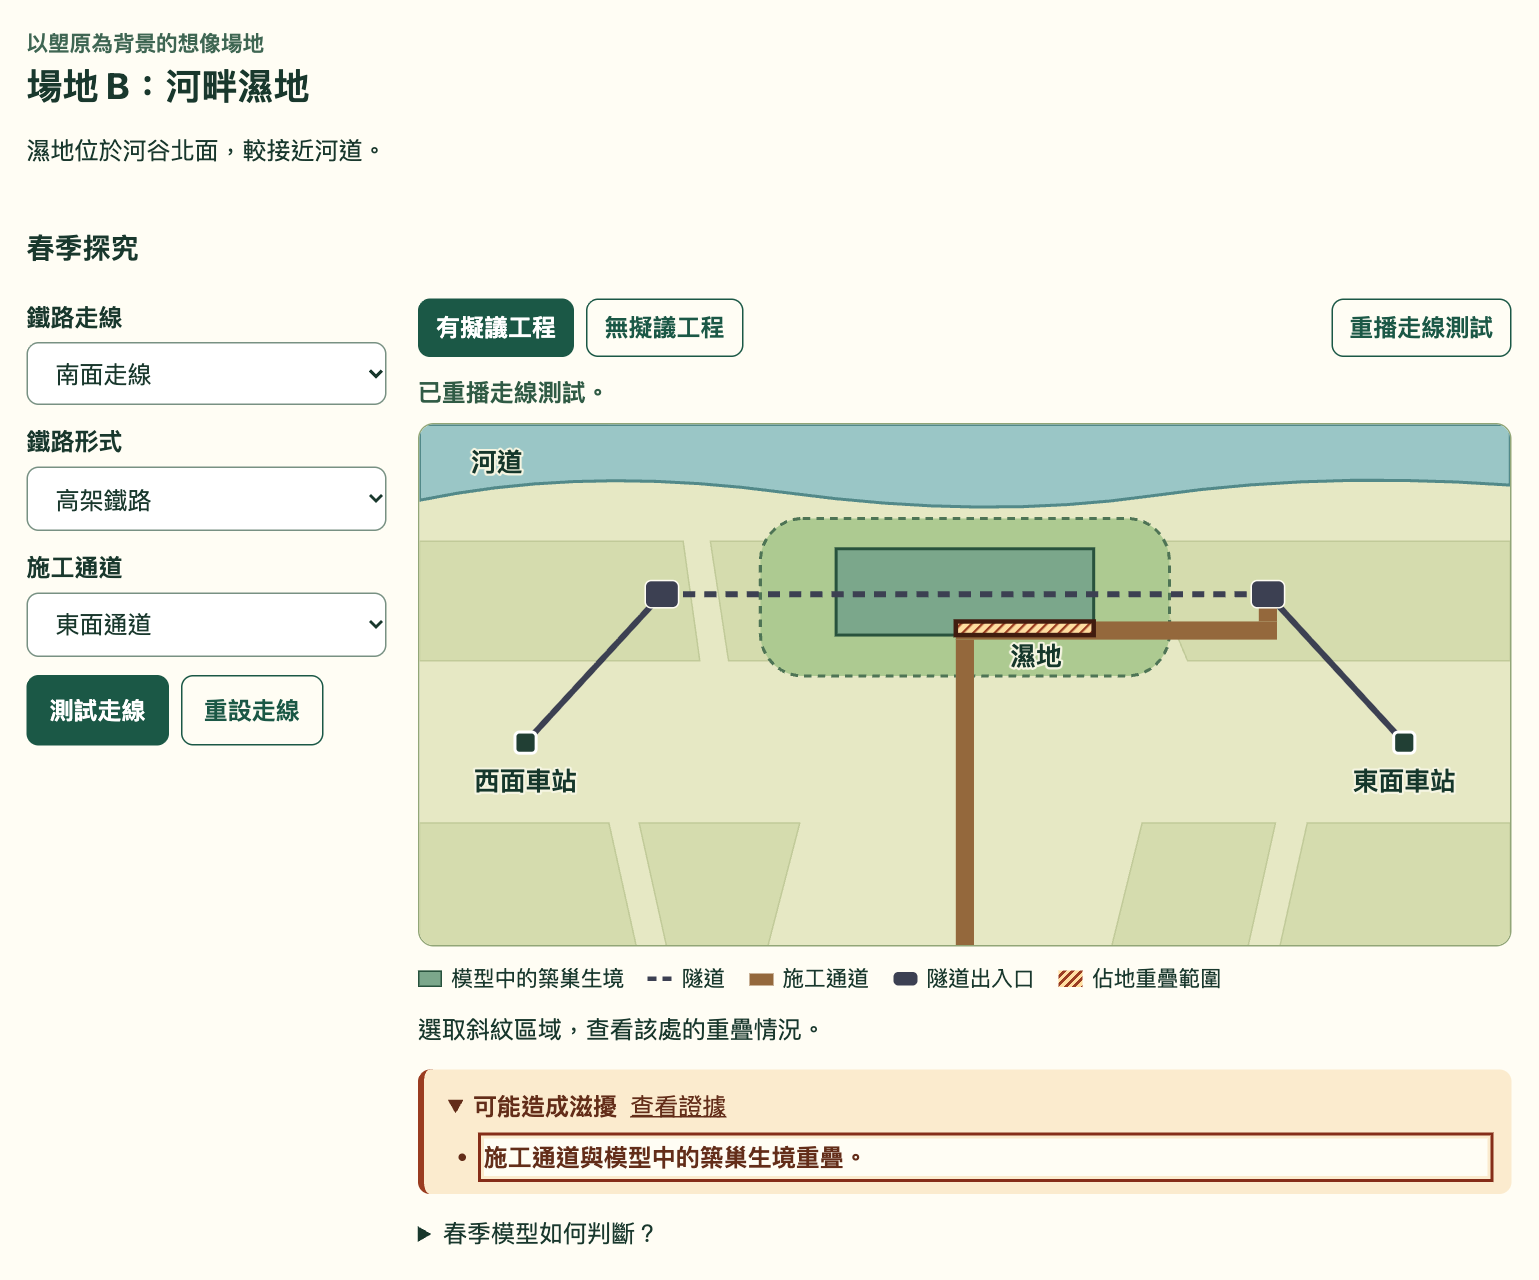 以塱原為背景的想像場地
場地 B：河畔濕地
濕地位於河谷北面，較接近河道。
春季探究
鐵路走線
南面走線
鐵路形式
高架鐵路
施工通道
東面通道
測試走線
重設走線
有擬議工程
無擬議工程
重播走線測試
已重播走線測試。
河道
濕地
西面車站
東面車站
模型中的築巢生境
隧道
施工通道
隧道出入口
佔地重疊範圍
選取斜紋區域，查看該處的重疊情況。
▼ 可能造成滋擾 查看證據
• 施工通道與模型中的築巢生境重疊。
▶ 春季模型如何判斷？